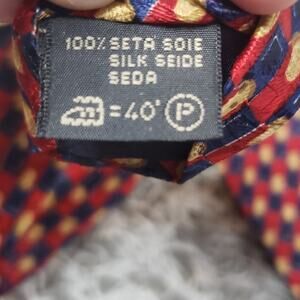 100% SETA SOIE
SILK SEIDE
SEDA
=40° P